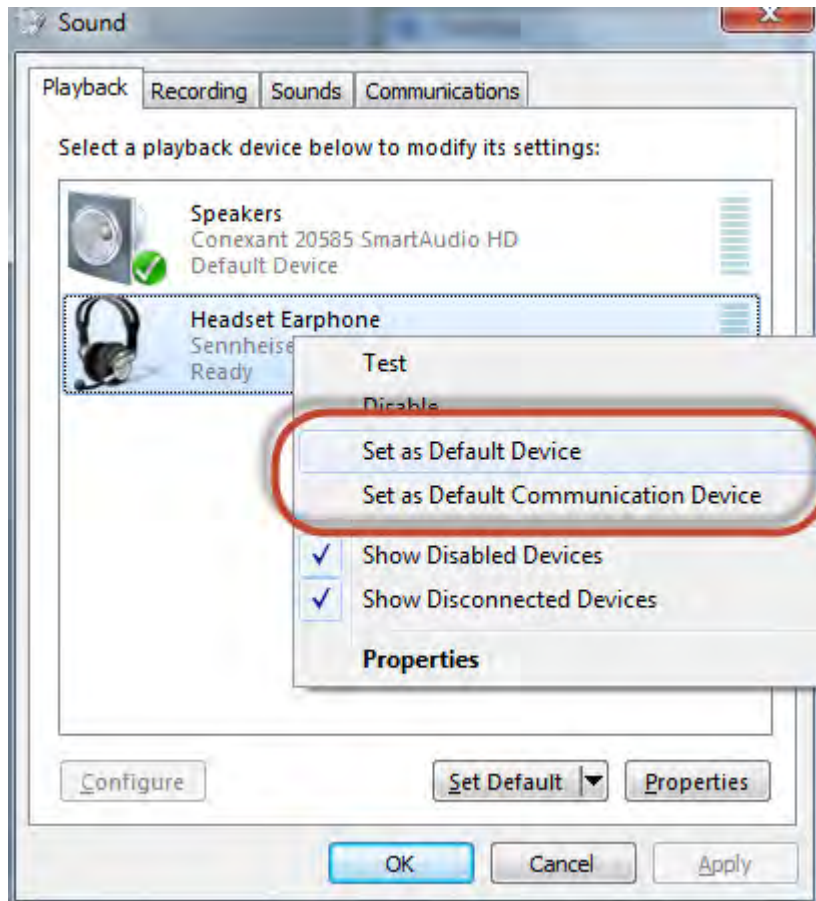 Sound
Playback
Recording
Sounds
Communications
Select a playback device below to modify its settings:
Speakers
Conexant 20585 SmartAudio HD
Default Device
Headset Earphone
Sennheise
Ready
Test
Disable
Set as Default Device
Set as Default Communication Device
Show Disabled Devices
Show Disconnected Devices
Properties
Configure
Set Default
Properties
OK
Cancel
Apply